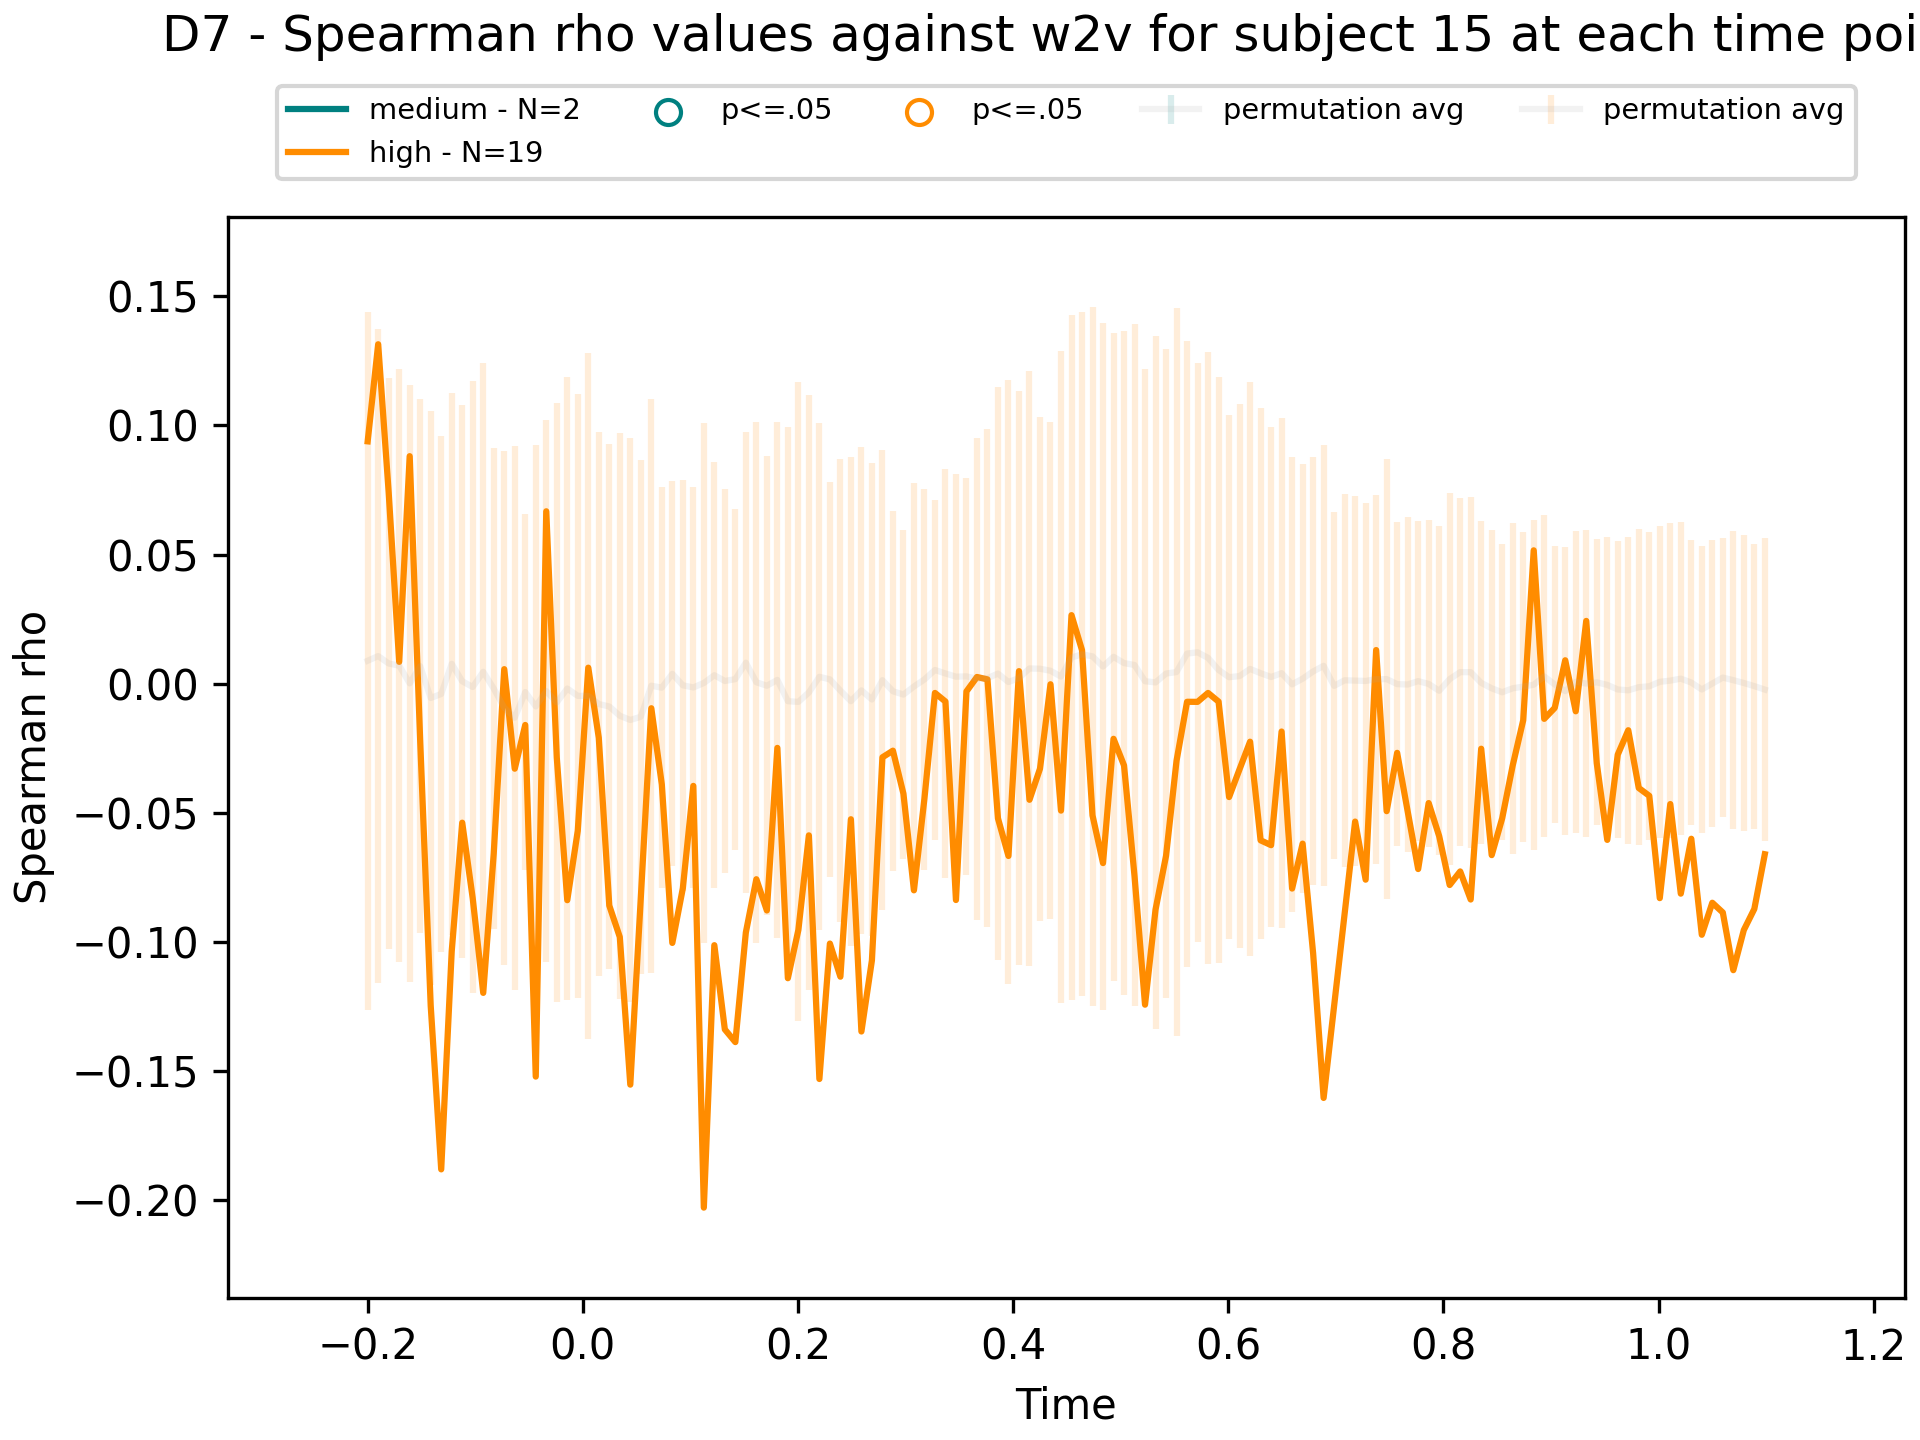 D7 - Spearman rho values against w2v for subject 15 at each time poi
medium - N=2
high - N=19
p<=.05
p<=.05
permutation avg
permutation avg
Spearman rho
0.15
0.10
0.05
0.00
−0.05
−0.10
−0.15
−0.20
−0.2 0.0 0.2 0.4 0.6 0.8 1.0 1.2
Time